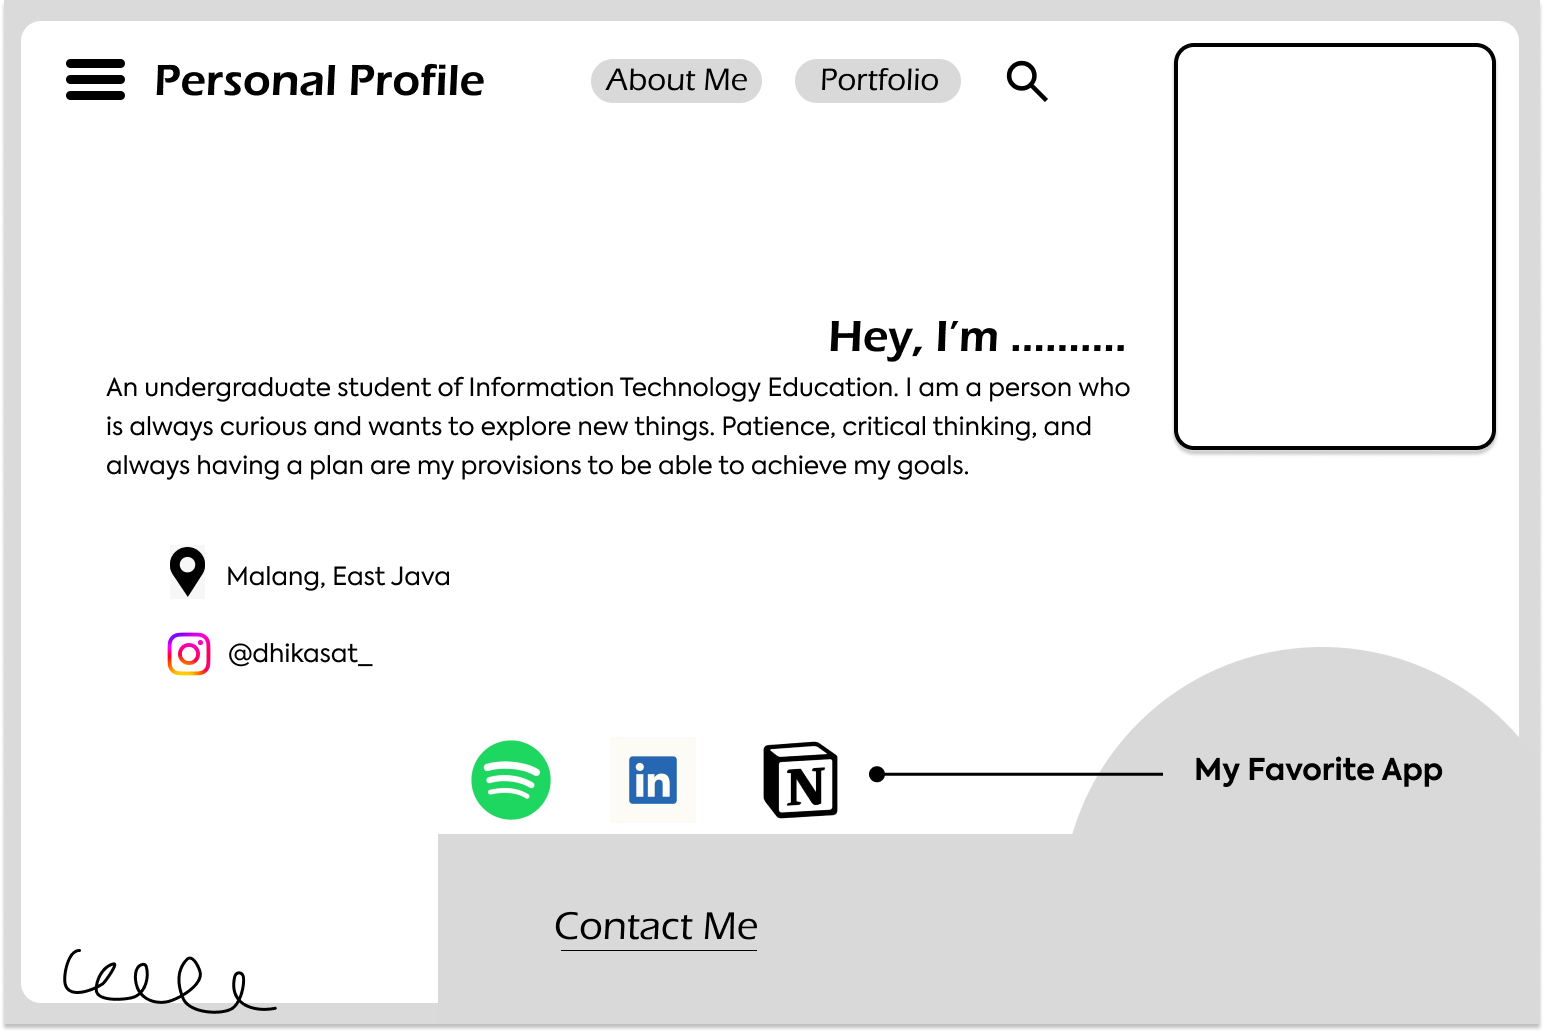 Personal Profile
About Me
Portfolio
Hey, I'm ..........
An undergraduate student of Information Technology Education. I am a person who
is always curious and wants to explore new things. Patience, critical thinking, and
always having a plan are my provisions to be able to achieve my goals.
Malang, East Java
@dhikasat_
in
N
My Favorite App
Contact Me